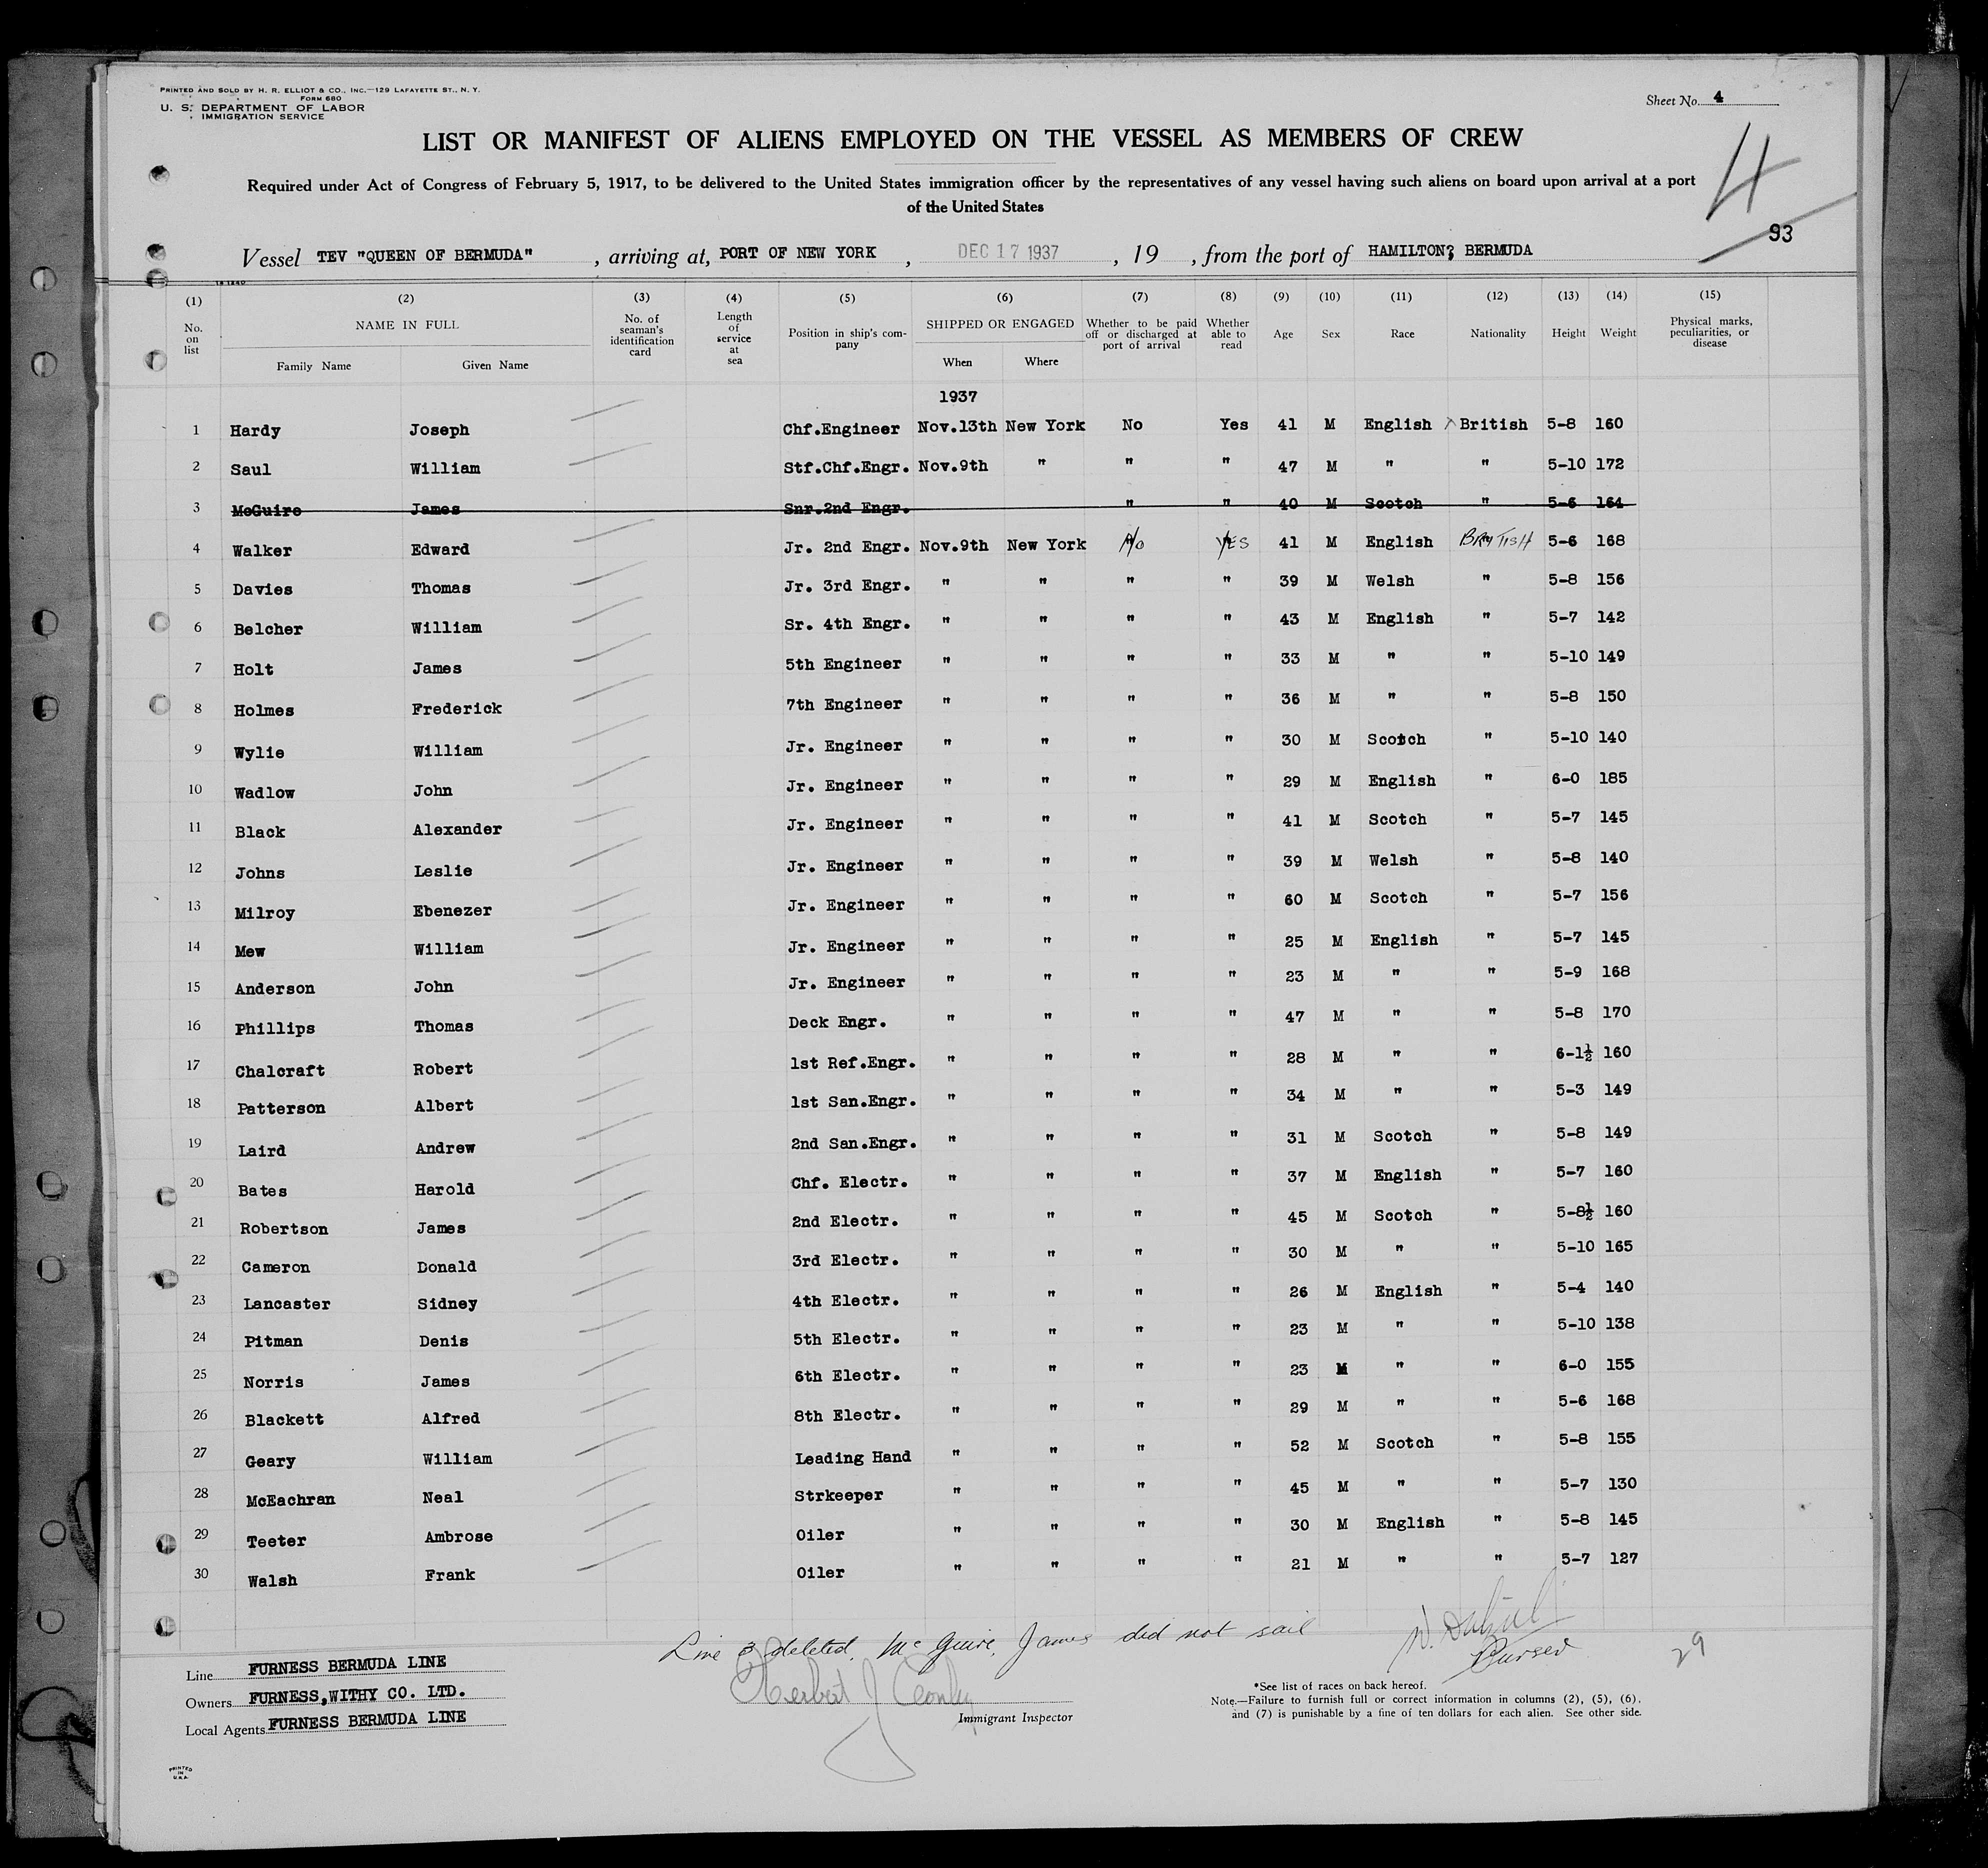 PRINTED AND SOLD BY H. R. ELLIOT & CO., INC.—129 LAFAYETTE ST., N. Y.
FORM 680
U. S. DEPARTMENT OF LABOR
IMMIGRATION SERVICE
Sheet No. 4
LIST OR MANIFEST OF ALIENS EMPLOYED ON THE VESSEL AS MEMBERS OF CREW
4
Required under Act of Congress of February 5, 1917, to be delivered to the United States immigration officer by the representatives of any vessel having such aliens on board upon arrival at a port
of the United States
93
Vessel TEV "QUEEN OF BERMUDA" , arriving at, PORT OF NEW YORK , DEC 17 1937 , 19 , from the port of HAMILTON, BERMUDA
(1) (2) (3) (4) (5) (6) (7) (8) (9) (10) (11) (12) (13) (14) (15)
No. on list NAME IN FULL Family Name Given Name No. of seaman's identification card Length of service at sea Position in ship's company SHIPPED OR ENGAGED When Where Whether to be paid off or discharged at port of arrival Whether able to read Age Sex Race Nationality Height Weight Physical marks, peculiarities, or disease
1937
1 Hardy Joseph Chf.Engineer Nov.13th New York No Yes 41 M English British 5-8 160
2 Saul William Stf.Chf.Engr. Nov.9th " " " 47 M " " 5-10 172
3 McGuire James Snr.2nd Engr. " " 40 M Scotch " 5-6 164
4 Walker Edward Jr. 2nd Engr. Nov.9th New York No YES 41 M English BRITISH 5-6 168
5 Davies Thomas Jr. 3rd Engr. " " " " 39 M Welsh " 5-8 156
6 Belcher William Sr. 4th Engr. " " " " 43 M English " 5-7 142
7 Holt James 5th Engineer " " " " 33 M " " 5-10 149
8 Holmes Frederick 7th Engineer " " " " 36 M " " 5-8 150
9 Wylie William Jr. Engineer " " " " 30 M Scotch " 5-10 140
10 Wadlow John Jr. Engineer " " " " 29 M English " 6-0 185
11 Black Alexander Jr. Engineer " " " " 41 M Scotch " 5-7 145
12 Johns Leslie Jr. Engineer " " " " 39 M Welsh " 5-8 140
13 Milroy Ebenezer Jr. Engineer " " " " 60 M Scotch " 5-7 156
14 Mew William Jr. Engineer " " " " 25 M English " 5-7 145
15 Anderson John Jr. Engineer " " " " 23 M " " 5-9 168
16 Phillips Thomas Deck Engr. " " " " 47 M " " 5-8 170
17 Chalcraft Robert 1st Ref.Engr. " " " " 28 M " " 6-1½ 160
18 Patterson Albert 1st San.Engr. " " " " 34 M " " 5-3 149
19 Laird Andrew 2nd San.Engr. " " " " 31 M Scotch " 5-8 149
20 Bates Harold Chf. Electr. " " " " 37 M English " 5-7 160
21 Robertson James 2nd Electr. " " " " 45 M Scotch " 5-8½ 160
22 Cameron Donald 3rd Electr. " " " " 30 M " " 5-10 165
23 Lancaster Sidney 4th Electr. " " " " 26 M English " 5-4 140
24 Pitman Denis 5th Electr. " " " " 23 M " " 5-10 138
25 Norris James 6th Electr. " " " " 23 M " " 6-0 155
26 Blackett Alfred 8th Electr. " " " " 29 M " " 5-6 168
27 Geary William Leading Hand " " " " 52 M Scotch " 5-8 155
28 McEachran Neal Strkeeper " " " " 45 M " " 5-7 130
29 Teeter Ambrose Oiler " " " " 30 M English " 5-8 145
30 Walsh Frank Oiler " " " " 21 M " " 5-7 127
Line 3 deleted, McGuire, James did not sail
Purser
29
Line FURNESS BERMUDA LINE
Owners FURNESS,WITHY CO. LTD.
Local Agents FURNESS BERMUDA LINE
Herbert J
Immigrant Inspector
*See list of races on back hereof.
Note.—Failure to furnish full or correct information in columns (2), (5), (6), and (7) is punishable by a fine of ten dollars for each alien. See other side.
PRINTED IN U.S.A.